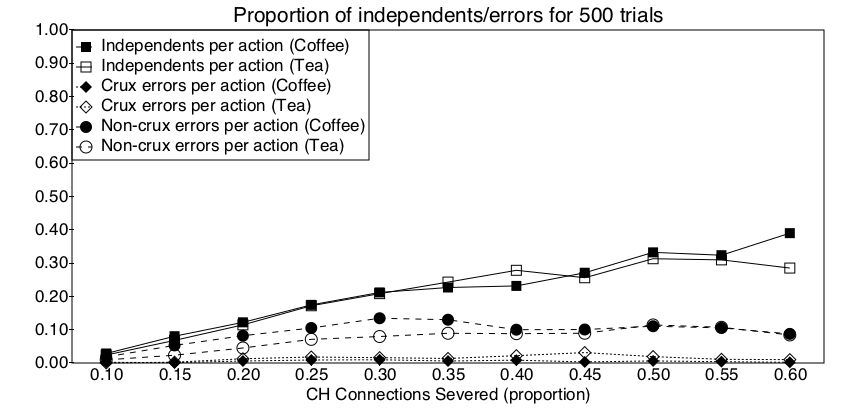 Proportion of independents/errors for 500 trials
1.00
0.90
0.80
0.70
0.60
0.50
0.40
0.30
0.20
0.10
0.00
Independents per action (Coffee)
Independents per action (Tea)
Crux errors per action (Coffee)
Crux errors per action (Tea)
Non-crux errors per action (Coffee)
Non-crux errors per action (Tea)
0.10 0.15 0.20 0.25 0.30 0.35 0.40 0.45 0.50 0.55 0.60
CH Connections Severed (proportion)